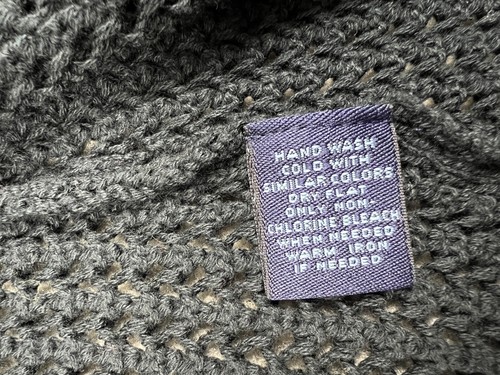 HAND WASH
COLD WITH
SIMILAR COLORS
DRY FLAT
ONLY NON-
CHLORINE BLEACH
WHEN NEEDED
WARM IRON
IF NEEDED